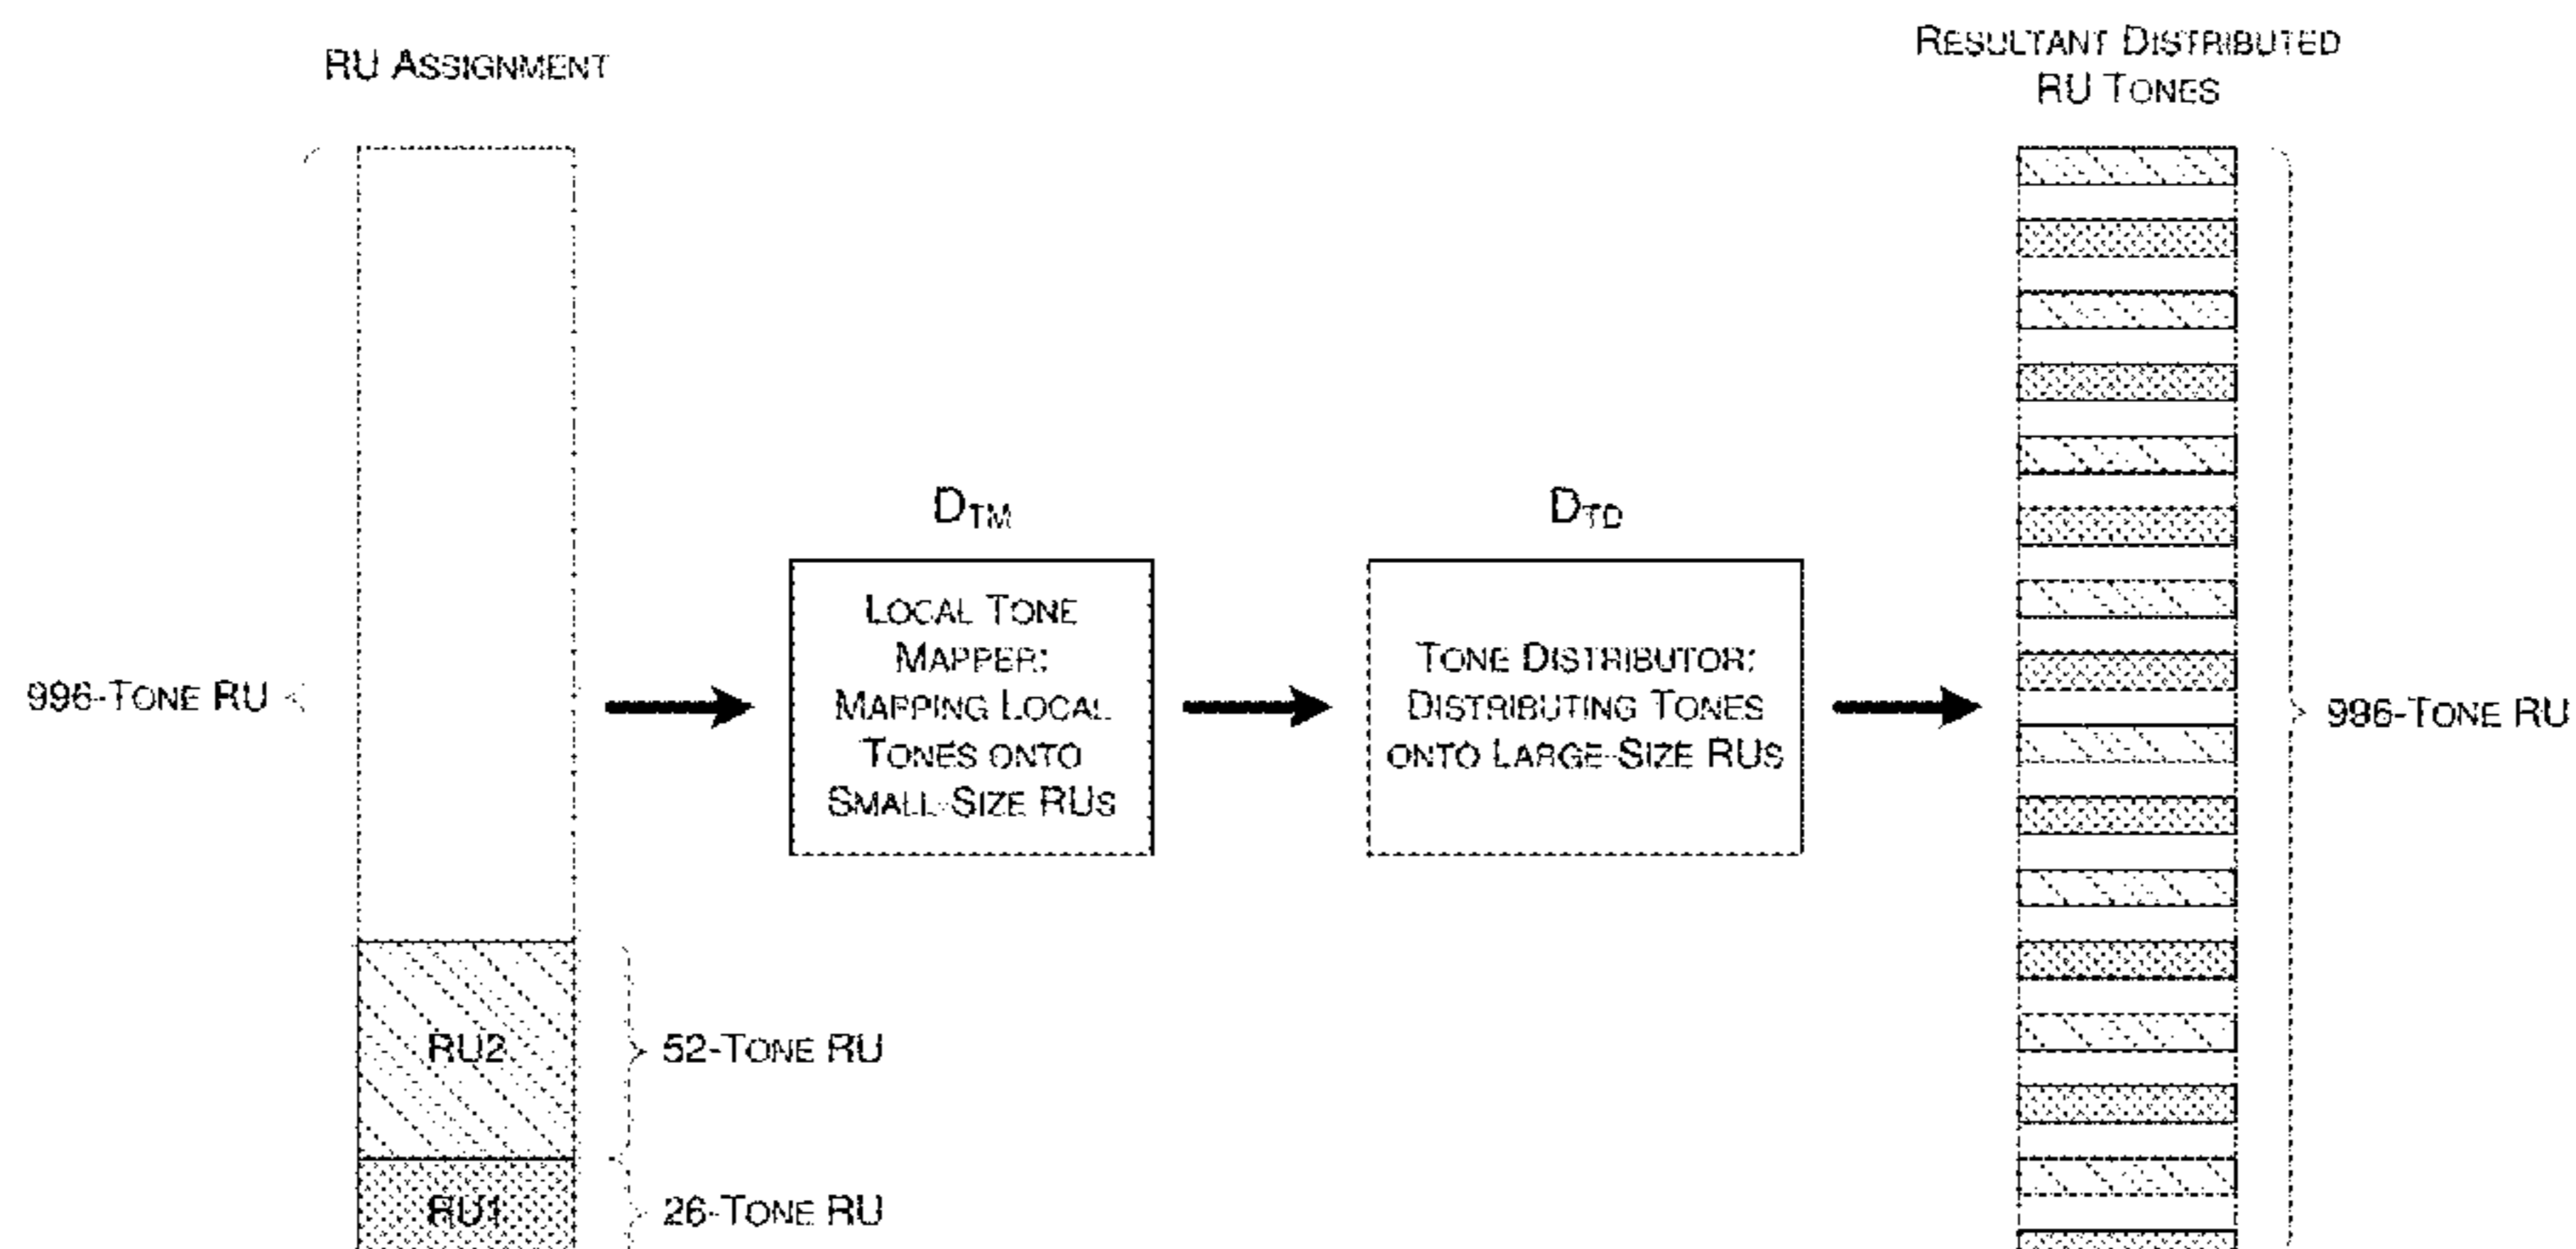 RU ASSIGNMENT
RESULTANT DISTRIBUTED
RU TONES
996-TONE RU
DTM
LOCAL TONE
MAPPER:
MAPPING LOCAL
TONES ONTO
SMALL-SIZE RUS
DTD
TONE DISTRIBUTOR:
DISTRIBUTING TONES
ONTO LARGE-SIZE RUS
996-TONE RU
RU2
52-TONE RU
RU1
26-TONE RU